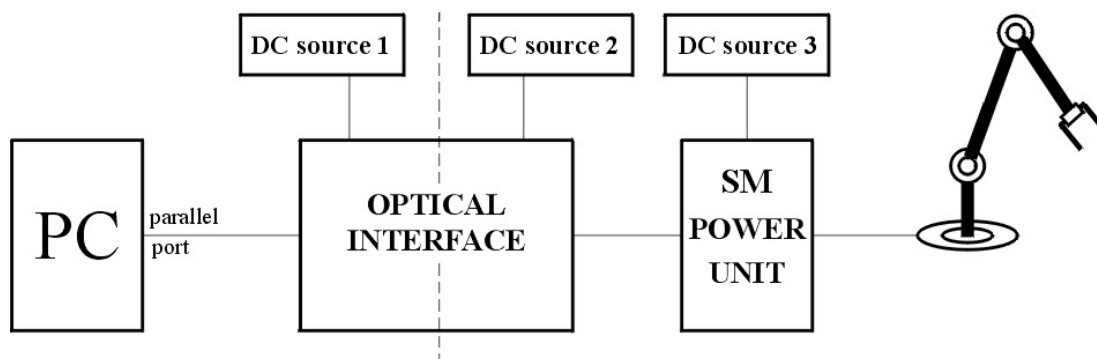 DC source 1
DC source 2
DC source 3
PC
parallel
port
OPTICAL
INTERFACE
SM
POWER
UNIT